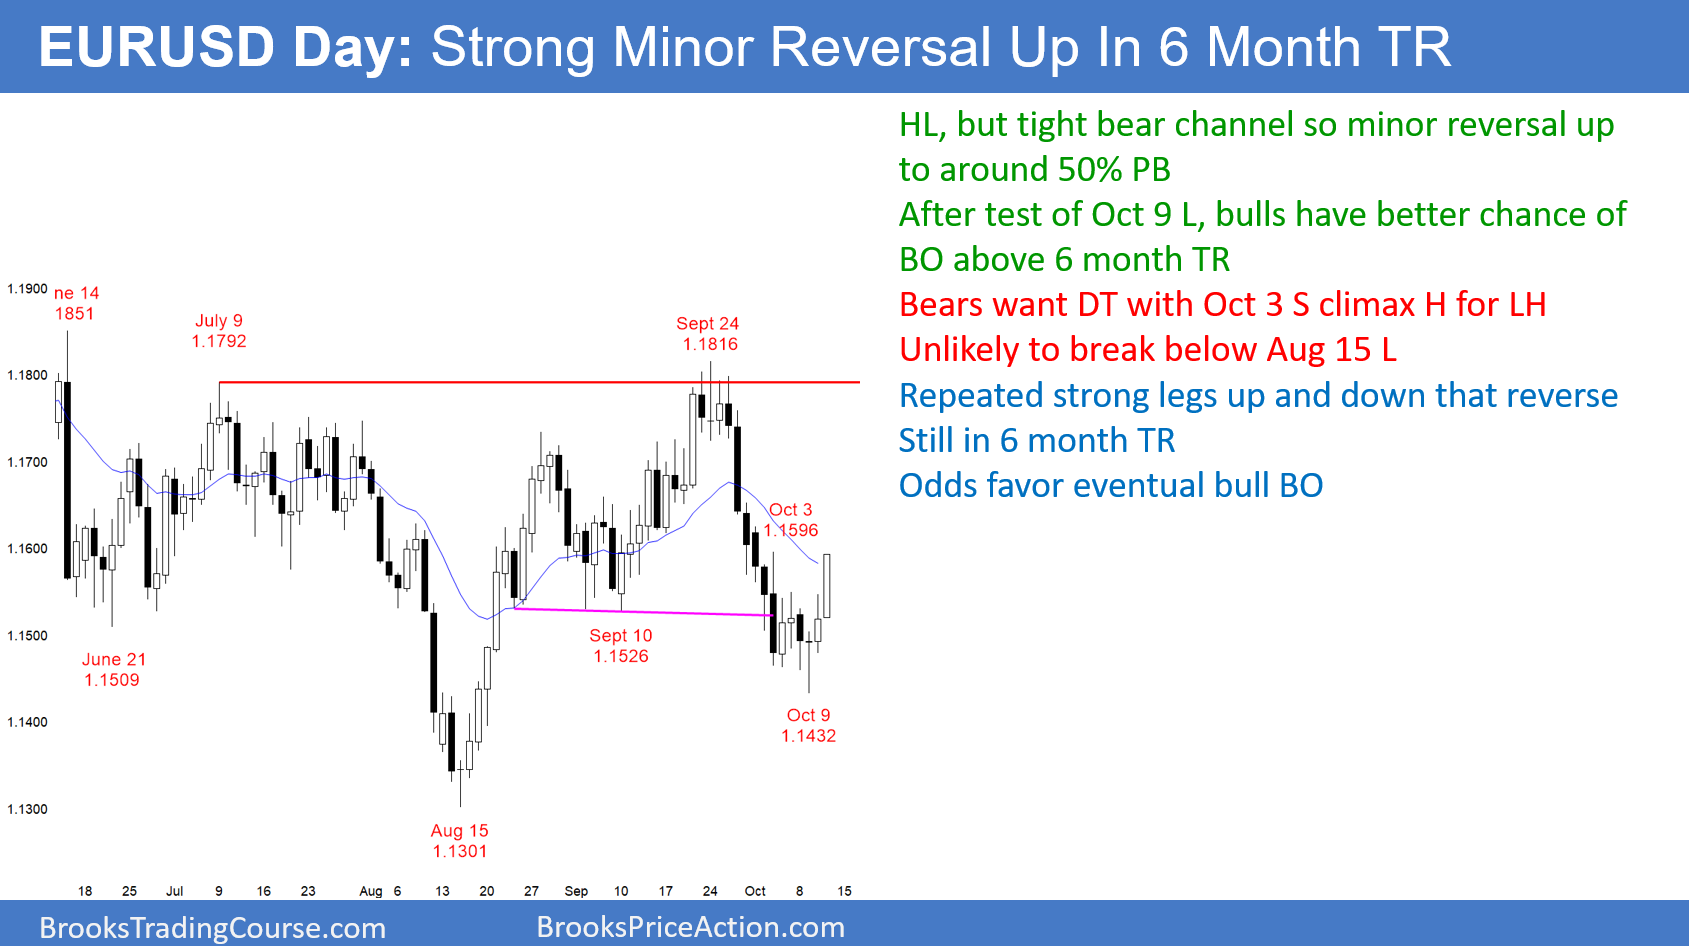 EURUSD Day: Strong Minor Reversal Up In 6 Month TR
HL, but tight bear channel so minor reversal up
to around 50% PB
After test of Oct 9 L, bulls have better chance of
BO above 6 month TR
Bears want DT with Oct 3 S climax H for LH
Unlikely to break below Aug 15 L
Repeated strong legs up and down that reverse
Still in 6 month TR
Odds favor eventual bull BO
1.1900
1.1800
1.1700
1.1600
1.1500
1.1400
1.1300
ne 14
1851
July 9
1.1792
Sept 24
1.1816
Oct 3
1.1596
Sept 10
1.1526
June 21
1.1509
Oct 9
1.1432
Aug 15
1.1301
18 25 Jul 9 16 23 Aug 6 13 20 27 Sep 10 17 24 Oct 8 15
BrooksTradingCourse.com
BrooksPriceAction.com